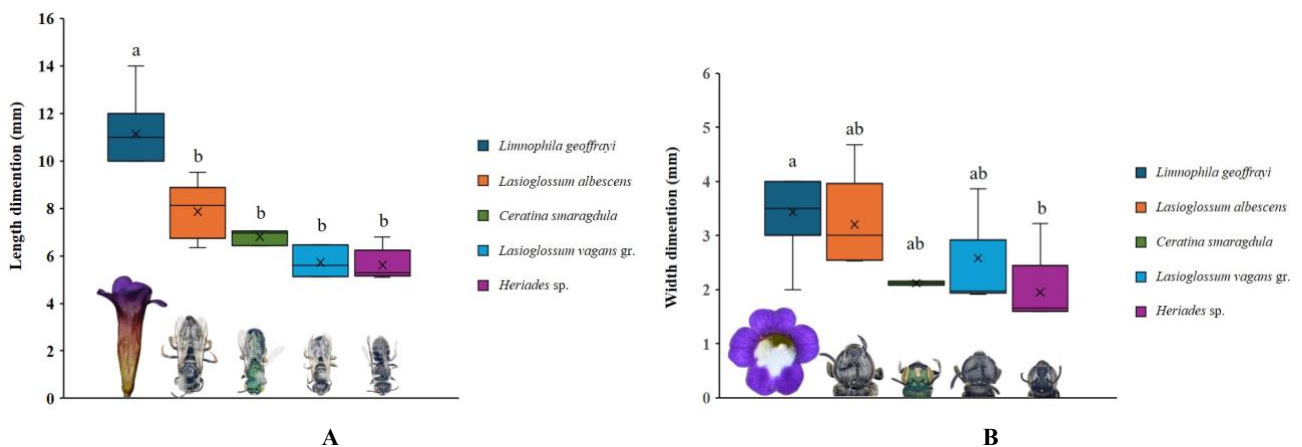 Length dimention (mm)
16
14
12
10
8
6
4
2
0
a
b
b
b
b
Limnophila geoffrayi
Lasioglossum albescens
Ceratina smaragdula
Lasioglossum vagans gr.
Heriades sp.
A
Width dimention (mm)
6
5
4
3
2
1
0
a
ab
ab
ab
b
Limnophila geoffrayi
Lasioglossum albescens
Ceratina smaragdula
Lasioglossum vagans gr.
Heriades sp.
B